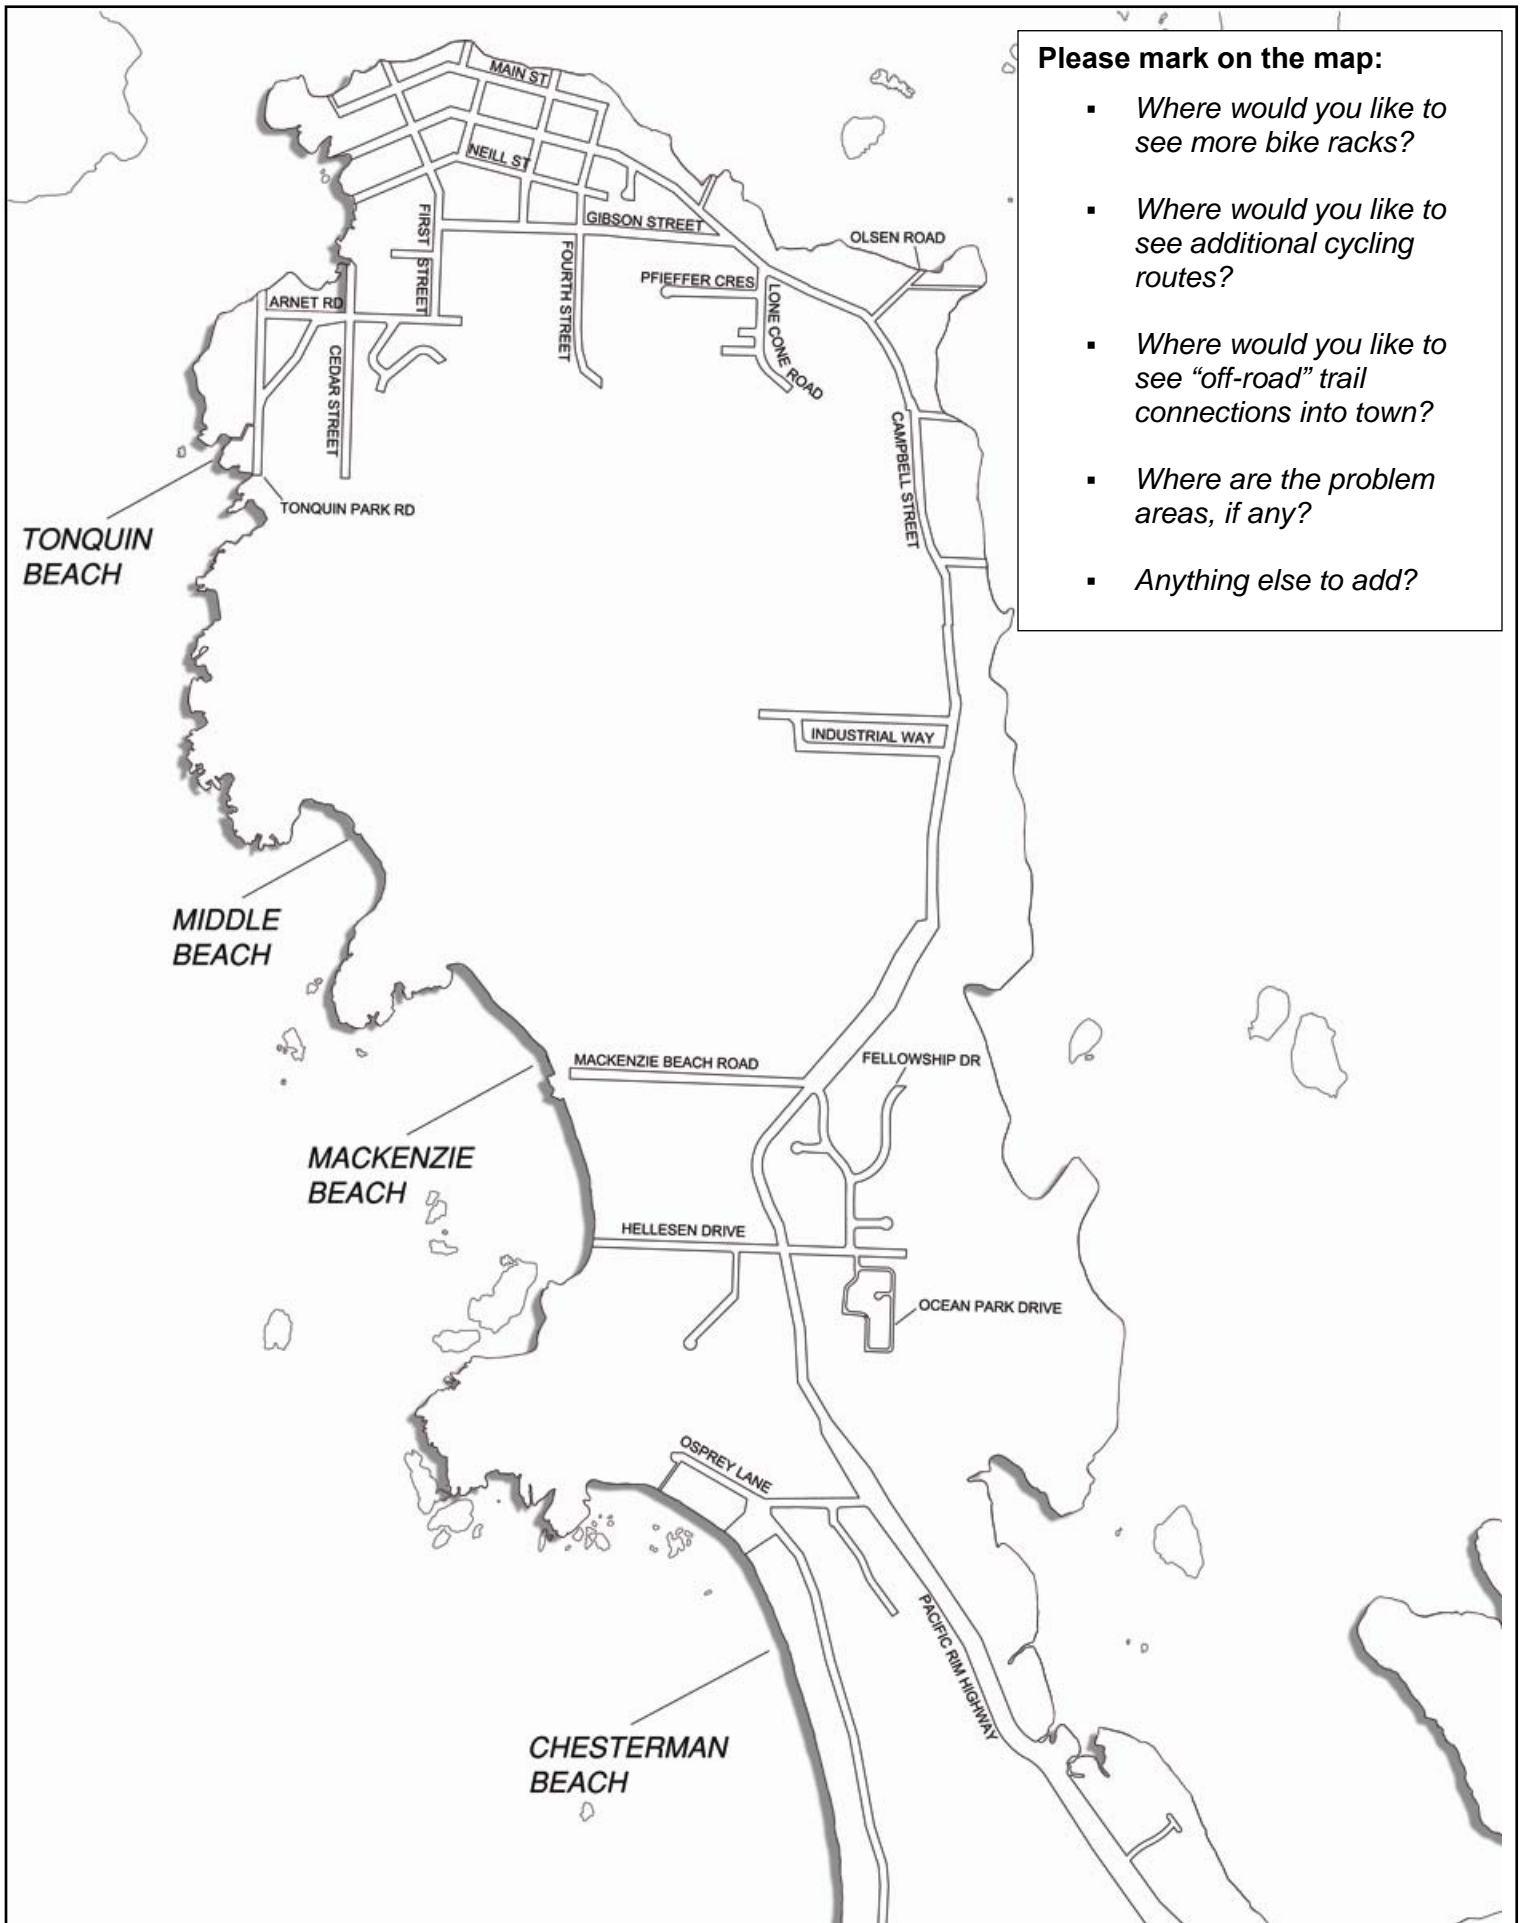 Please mark on the map:
▪ Where would you like to
see more bike racks?
▪ Where would you like to
see additional cycling
routes?
▪ Where would you like to
see “off-road” trail
connections into town?
▪ Where are the problem
areas, if any?
▪ Anything else to add?
MAIN ST
NEILL ST
FIRST
STREET
GIBSON STREET
FOURTH STREET
OLSEN ROAD
PFIEFFER CRES
LONE CONE ROAD
ARNET RD
CEDAR STREET
CAMPBELL STREET
TONQUIN PARK RD
TONQUIN
BEACH
INDUSTRIAL WAY
MIDDLE
BEACH
MACKENZIE BEACH ROAD
FELLOWSHIP DR
MACKENZIE
BEACH
HELLESEN DRIVE
OCEAN PARK DRIVE
OSPREY LANE
PACIFIC RIM HIGHWAY
CHESTERMAN
BEACH